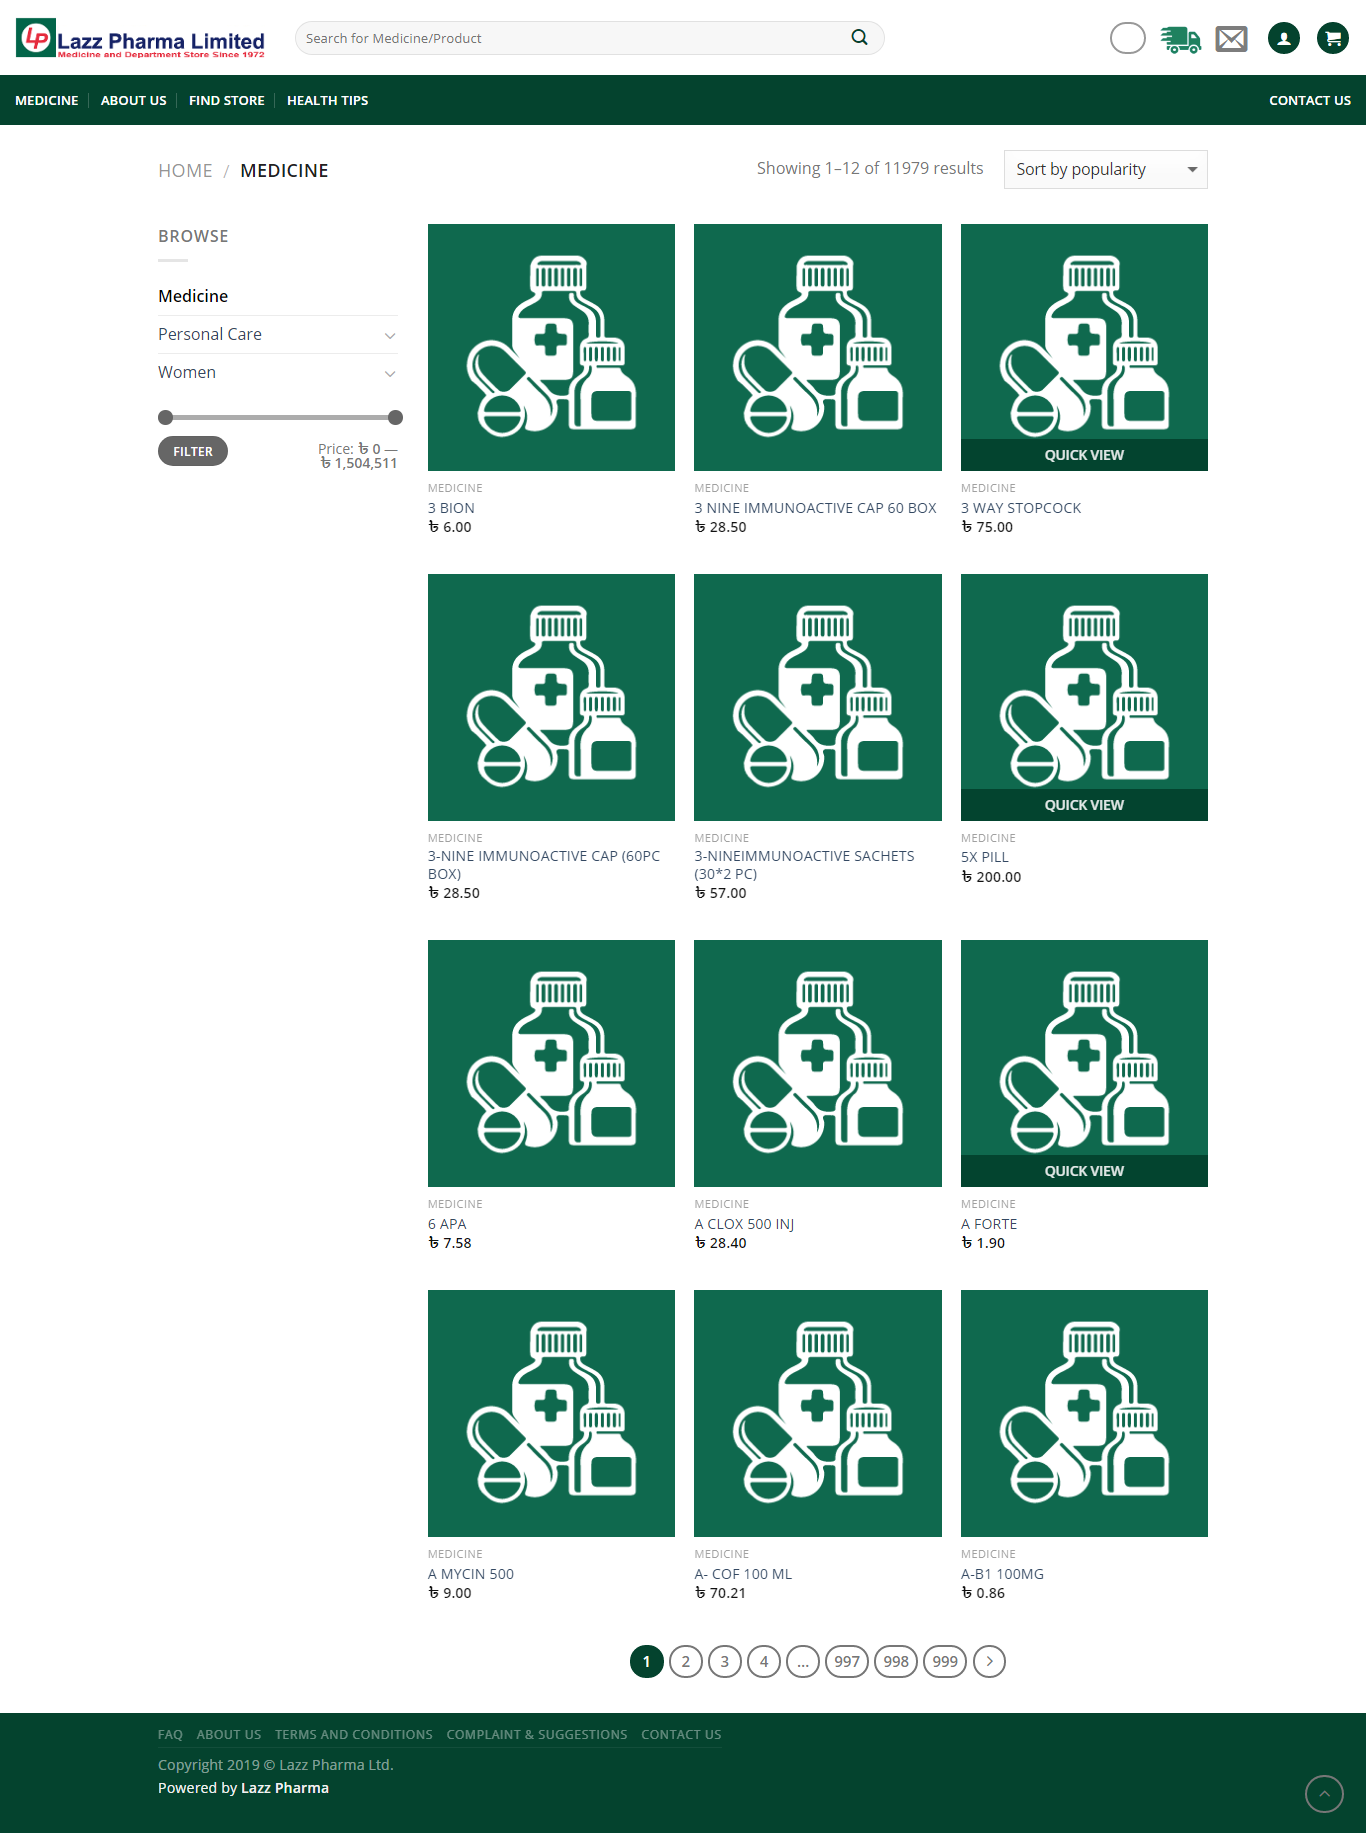 LP Lazz Pharma Limited
Medicine and Department Store Since 1972
Search for Medicine/Product
MEDICINE
ABOUT US
FIND STORE
HEALTH TIPS
CONTACT US
HOME / MEDICINE
Showing 1–12 of 11979 results
Sort by popularity
BROWSE
Medicine
Personal Care
Women
FILTER
Price: ৳ 0 —
৳ 1,504,511
QUICK VIEW
MEDICINE
3 BION
৳ 6.00
MEDICINE
3 NINE IMMUNOACTIVE CAP 60 BOX
৳ 28.50
MEDICINE
3 WAY STOPCOCK
৳ 75.00
QUICK VIEW
MEDICINE
3-NINE IMMUNOACTIVE CAP (60PC
BOX)
৳ 28.50
MEDICINE
3-NINEIMMUNOACTIVE SACHETS
(30*2 PC)
৳ 57.00
MEDICINE
5X PILL
৳ 200.00
QUICK VIEW
MEDICINE
6 APA
৳ 7.58
MEDICINE
A CLOX 500 INJ
৳ 28.40
MEDICINE
A FORTE
৳ 1.90
MEDICINE
A MYCIN 500
৳ 9.00
MEDICINE
A- COF 100 ML
৳ 70.21
MEDICINE
A-B1 100MG
৳ 0.86
1 2 3 4 … 997 998 999
FAQ ABOUT US TERMS AND CONDITIONS COMPLAINT & SUGGESTIONS CONTACT US
Copyright 2019 © Lazz Pharma Ltd.
Powered by Lazz Pharma